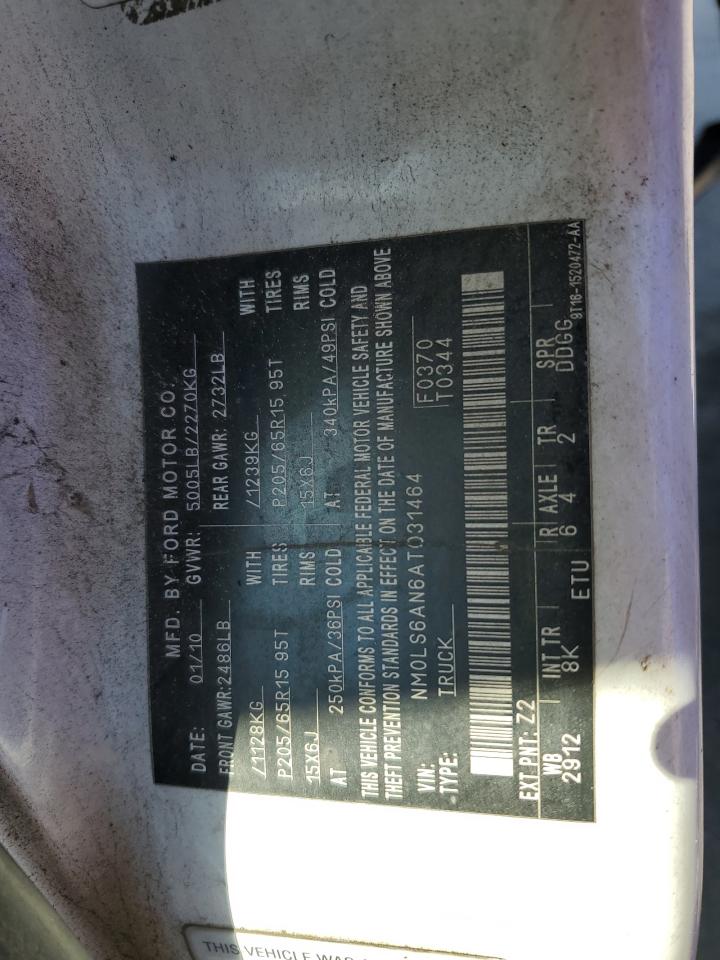 MFD. BY FORD MOTOR CO.
DATE: 01/10 GVWR: 5005LB/2270KG
FRONT GAWR:2486LB REAR GAWR: 2732LB
/1128KG WITH /1239KG WITH
P205/65R15 95T TIRES P205/65R15 95T TIRES
15X6J RIMS 15X6J RIMS
AT 250kPA/36PSI COLD AT 340kPA/49PSI COLD
THIS VEHICLE CONFORMS TO ALL APPLICABLE FEDERAL MOTOR VEHICLE SAFETY AND
THEFT PREVENTION STANDARDS IN EFFECT ON THE DATE OF MANUFACTURE SHOWN ABOVE
VIN: NM0LS6AN6AT031464 F0370
TYPE: TRUCK T0344
EXT PNT: Z2
WB INT TR R AXLE TR SPR
2912 8K 6 4 2 DDGG
ETU 9T16-1520472-AA
THIS VEHICLE WAS